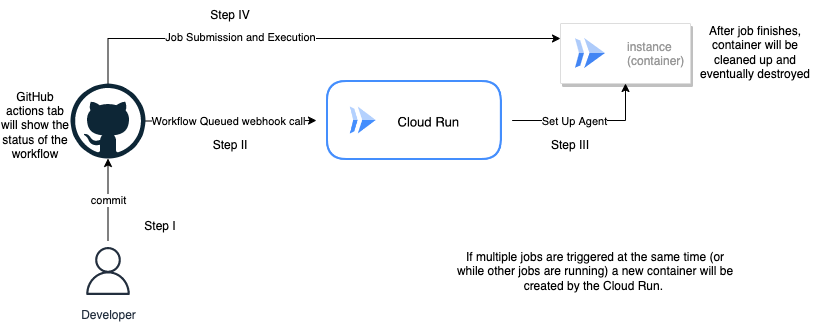 Step IV
Job Submission and Execution
instance
(container)
After job finishes,
container will be
cleaned up and
eventually destroyed
GitHub
actions tab
will show the
status of the
workflow
Workflow Queued webhook call
Step II
Cloud Run
Set Up Agent
Step III
commit
Step I
Developer
If multiple jobs are triggered at the same time (or
while other jobs are running) a new container will be
created by the Cloud Run.